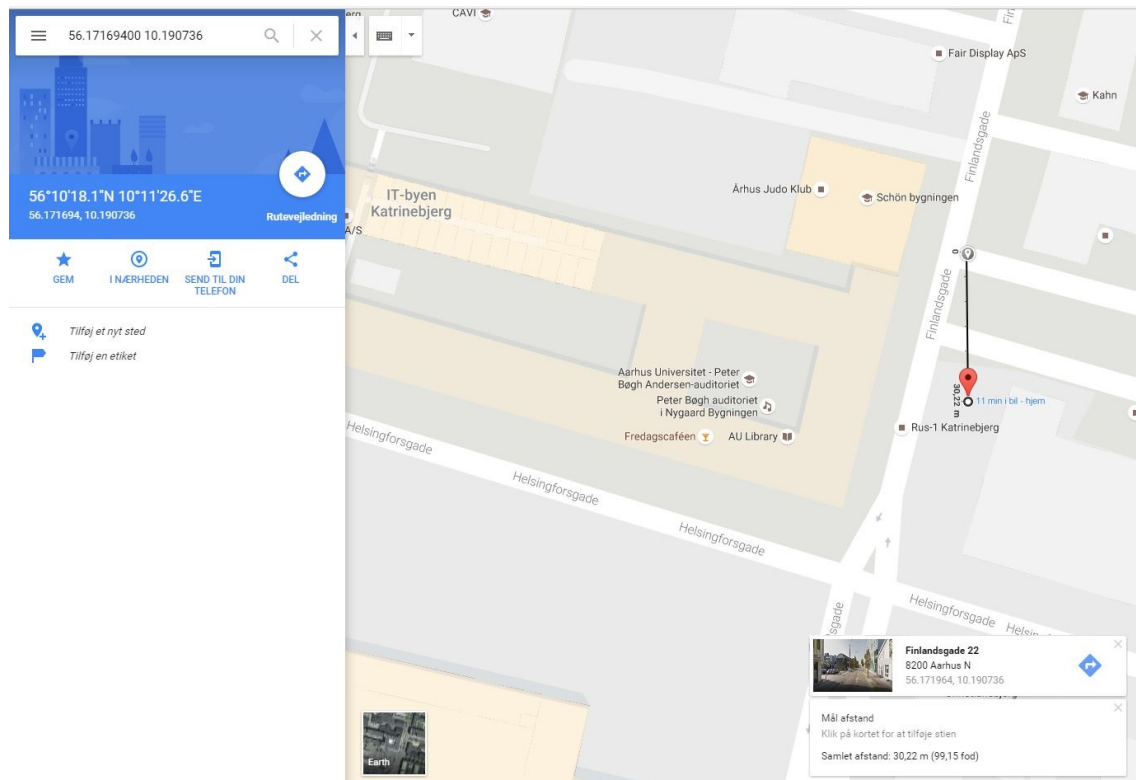 56.17169400 10.190736
56°10'18.1"N 10°11'26.6"E
56.171694, 10.190736
Rutevejledning
GEM
I NÆRHEDEN
SEND TIL DIN
TELEFON
DEL
Tilføj et nyt sted
Tilføj en etiket
erg
CAVI
Fin
Fair Display ApS
Kahn
Finlandsgade
IT-byen
Katrinebjerg
A/S
Århus Judo Klub
Schön bygningen
0
Finlandsgade
Aarhus Universitet - Peter
Bøgh Andersen-auditoriet
Peter Bøgh auditoriet
i Nygaard Bygningen
30,22 m
11 min i bil - hjem
Fredagscaféen
AU Library
Rus-1 Katrinebjerg
Helsingforsgade
Helsingforsgade
Helsingforsgade
Helsingforsgade
Helsin
sgade
Finlandsgade 22
8200 Aarhus N
56.171964, 10.190736
Mål afstand
Klik på kortet for at tilføje stien
Samlet afstand: 30,22 m (99,15 fod)
Earth